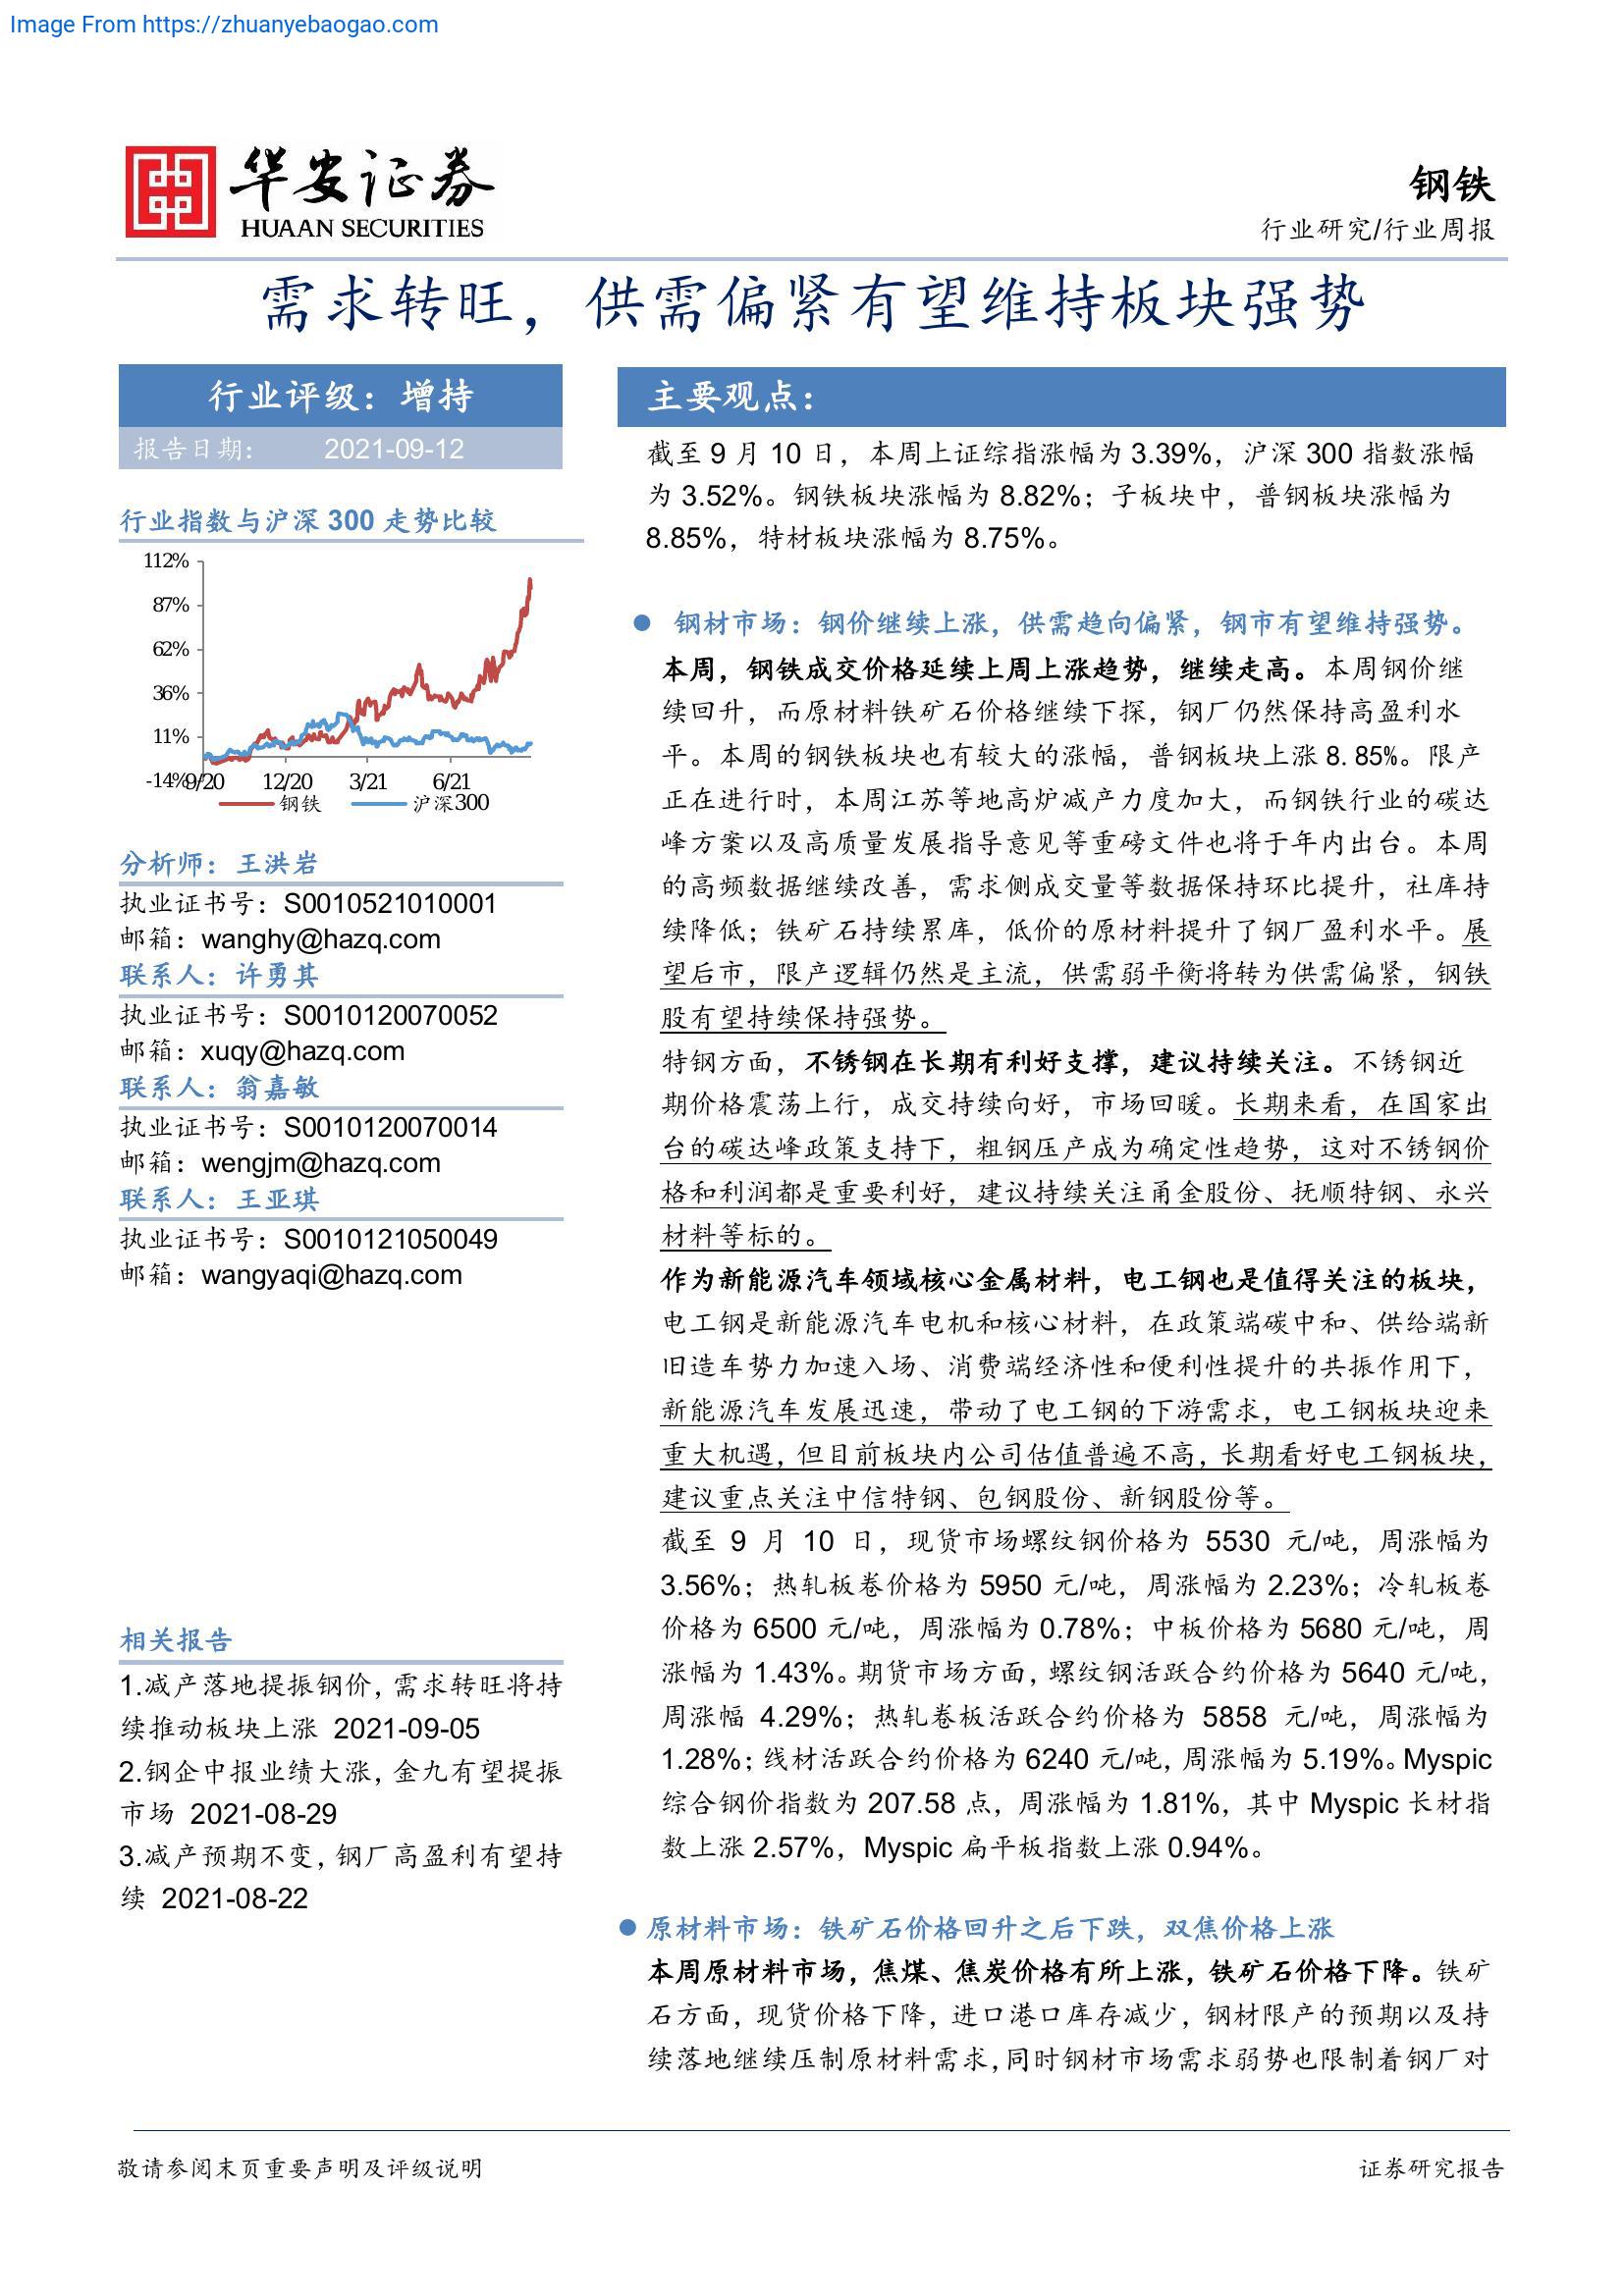 Image From https://zhuanyebaogao.com
华安证券
HUAAN SECURITIES
钢铁
行业研究/行业周报
需求转旺，供需偏紧有望维持板块强势
行业评级：增持
报告日期： 2021-09-12
行业指数与沪深 300 走势比较
112%
87%
62%
36%
11%
-14%
9/20 12/20 3/21 6/21
钢铁 沪深300
分析师：王洪岩
执业证书号：S0010521010001
邮箱：wanghy@hazq.com
联系人：许勇其
执业证书号：S0010120070052
邮箱：xuqy@hazq.com
联系人：翁嘉敏
执业证书号：S0010120070014
邮箱：wengjm@hazq.com
联系人：王亚琪
执业证书号：S0010121050049
邮箱：wangyaqi@hazq.com
相关报告
1.减产落地提振钢价，需求转旺将持
续推动板块上涨 2021-09-05
2.钢企中报业绩大涨，金九有望提振
市场 2021-08-29
3.减产预期不变，钢厂高盈利有望持
续 2021-08-22
主要观点：
截至 9 月 10 日，本周上证综指涨幅为 3.39%，沪深 300 指数涨幅
为 3.52%。钢铁板块涨幅为 8.82%；子板块中，普钢板块涨幅为
8.85%，特材板块涨幅为 8.75%。
● 钢材市场：钢价继续上涨，供需趋向偏紧，钢市有望维持强势。
本周，钢铁成交价格延续上周上涨趋势，继续走高。本周钢价继
续回升，而原材料铁矿石价格继续下探，钢厂仍然保持高盈利水
平。本周的钢铁板块也有较大的涨幅，普钢板块上涨 8.85%。限产
正在进行时，本周江苏等地高炉减产力度加大，而钢铁行业的碳达
峰方案以及高质量发展指导意见等重磅文件也将于年内出台。本周
的高频数据继续改善，需求侧成交量等数据保持环比提升，社库持
续降低；铁矿石持续累库，低价的原材料提升了钢厂盈利水平。展
望后市，限产逻辑仍然是主流，供需弱平衡将转为供需偏紧，钢铁
股有望持续保持强势。
特钢方面，不锈钢在长期有利好支撑，建议持续关注。不锈钢近
期价格震荡上行，成交持续向好，市场回暖。长期来看，在国家出
台的碳达峰政策支持下，粗钢压产成为确定性趋势，这对不锈钢价
格和利润都是重要利好，建议持续关注甬金股份、抚顺特钢、永兴
材料等标的。
作为新能源汽车领域核心金属材料，电工钢也是值得关注的板块，
电工钢是新能源汽车电机和核心材料，在政策端碳中和、供给端新
旧造车势力加速入场、消费端经济性和便利性提升的共振作用下，
新能源汽车发展迅速，带动了电工钢的下游需求，电工钢板块迎来
重大机遇，但目前板块内公司估值普遍不高，长期看好电工钢板块，
建议重点关注中信特钢、包钢股份、新钢股份等。
截至 9 月 10 日，现货市场螺纹钢价格为 5530 元/吨，周涨幅为
3.56%；热轧板卷价格为 5950 元/吨，周涨幅为 2.23%；冷轧板卷
价格为 6500 元/吨，周涨幅为 0.78%；中板价格为 5680 元/吨，周
涨幅为 1.43%。期货市场方面，螺纹钢活跃合约价格为 5640 元/吨，
周涨幅 4.29%；热轧卷板活跃合约价格为 5858 元/吨，周涨幅为
1.28%；线材活跃合约价格为 6240 元/吨，周涨幅为 5.19%。Myspic
综合钢价指数为 207.58 点，周涨幅为 1.81%，其中 Myspic 长材指
数上涨 2.57%，Myspic 扁平板指数上涨 0.94%。
● 原材料市场：铁矿石价格回升之后下跌，双焦价格上涨
本周原材料市场，焦煤、焦炭价格有所上涨，铁矿石价格下降。铁矿
石方面，现货价格下降，进口港口库存减少，钢材限产的预期以及持
续落地继续压制原材料需求，同时钢材市场需求弱势也限制着钢厂对
敬请参阅末页重要声明及评级说明
证券研究报告